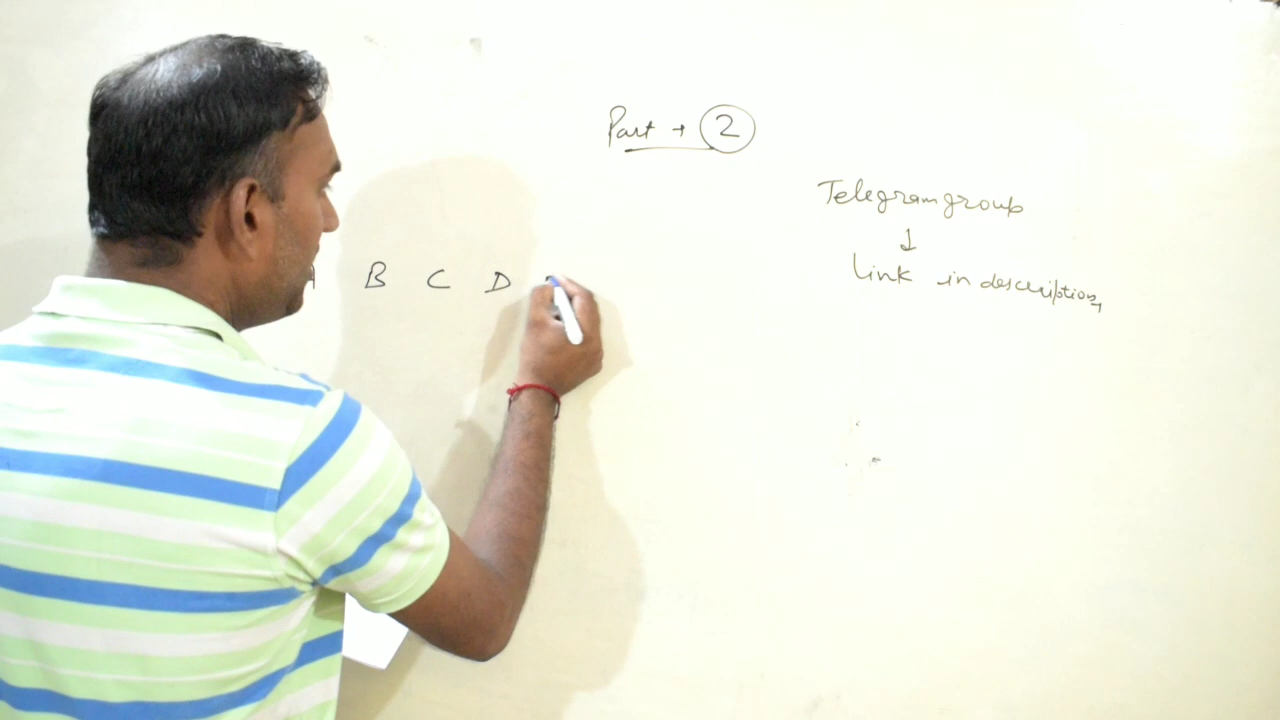 Part + 2
Telegram group
↓
Link in description
A B C D